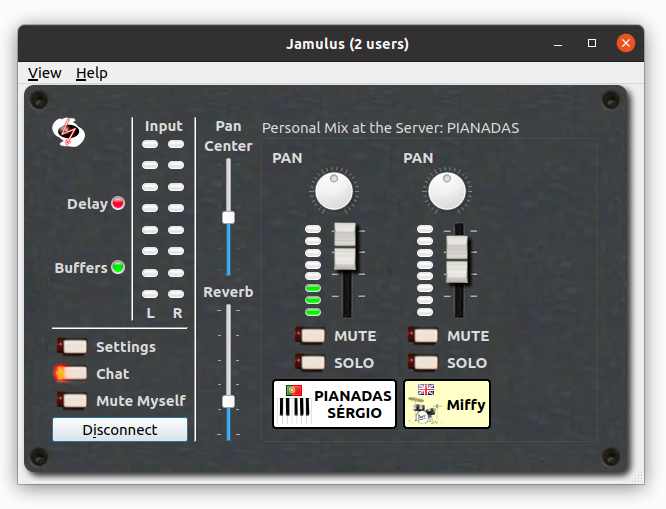 Jamulus (2 users)
View Help
Input
Pan
Center
Personal Mix at the Server: PIANADAS
PAN
PAN
Delay
Buffers
Reverb
L R
Settings
Chat
Mute Myself
Disconnect
MUTE
SOLO
MUTE
SOLO
PIANADAS
SÉRGIO
Miffy